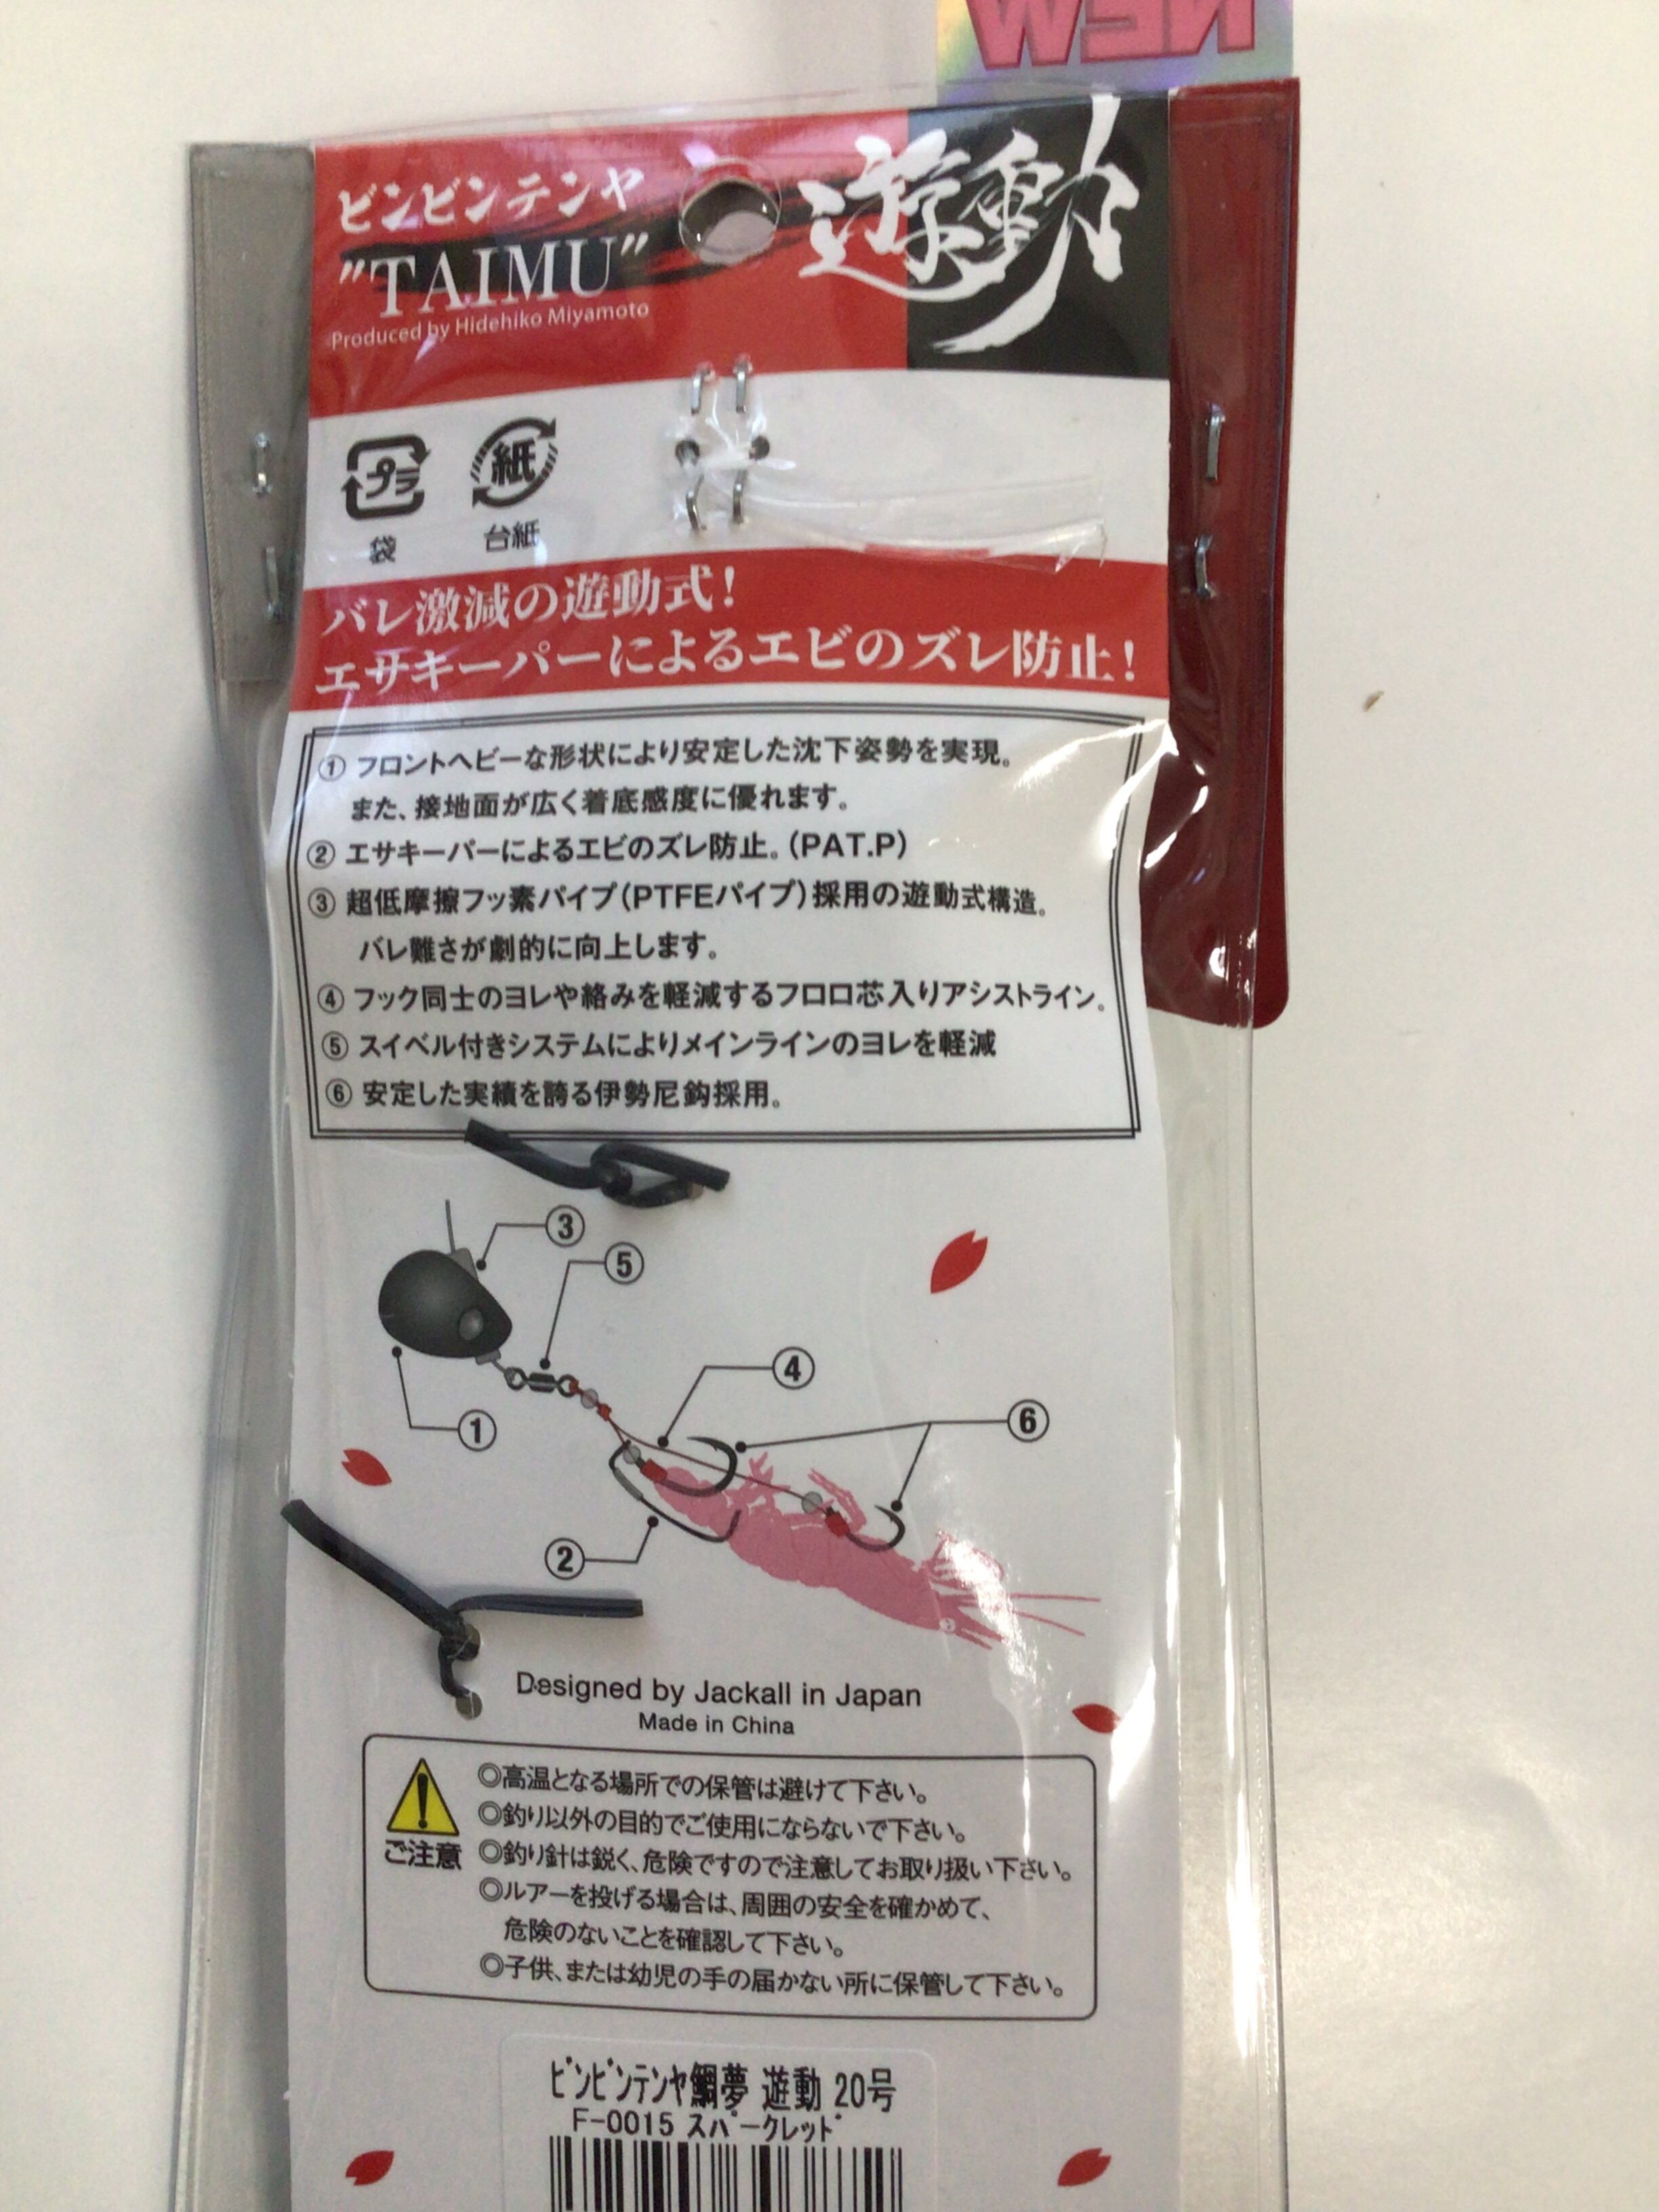 NEW
ビンビンテンヤ
"TAIMU"
Produced by Hidehiko Miyamoto
遊動
プラ
袋
紙
台紙
バレ激減の遊動式!
エサキーパーによるエビのズレ防止!
① フロントヘビーな形状により安定した沈下姿勢を実現。
また、接地面が広く着底感度に優れます。
② エサキーパーによるエビのズレ防止。(PAT.P)
③ 超低摩擦フッ素パイプ(PTFEパイプ)採用の遊動式構造。
バレ難さが劇的に向上します。
④ フック同士のヨレや絡みを軽減するフロロ芯入りアシストライン。
⑤ スイベル付きシステムによりメインラインのヨレを軽減
⑥ 安定した実績を誇る伊勢尼鈎採用。
③
⑤
④
①
⑥
②
Designed by Jackall in Japan
Made in China
ご注意
◎高温となる場所での保管は避けて下さい。
◎釣り以外の目的でご使用にならないで下さい。
◎釣り針は鋭く、危険ですので注意してお取り扱い下さい。
◎ルアーを投げる場合は、周囲の安全を確かめて、
危険のないことを確認して下さい。
◎子供、または幼児の手の届かない所に保管して下さい。
ﾋﾞﾝﾋﾞﾝﾃﾝﾔ鯛夢 遊動 20号
F-0015 ｽﾊﾟｰｸﾚｯﾄﾞ